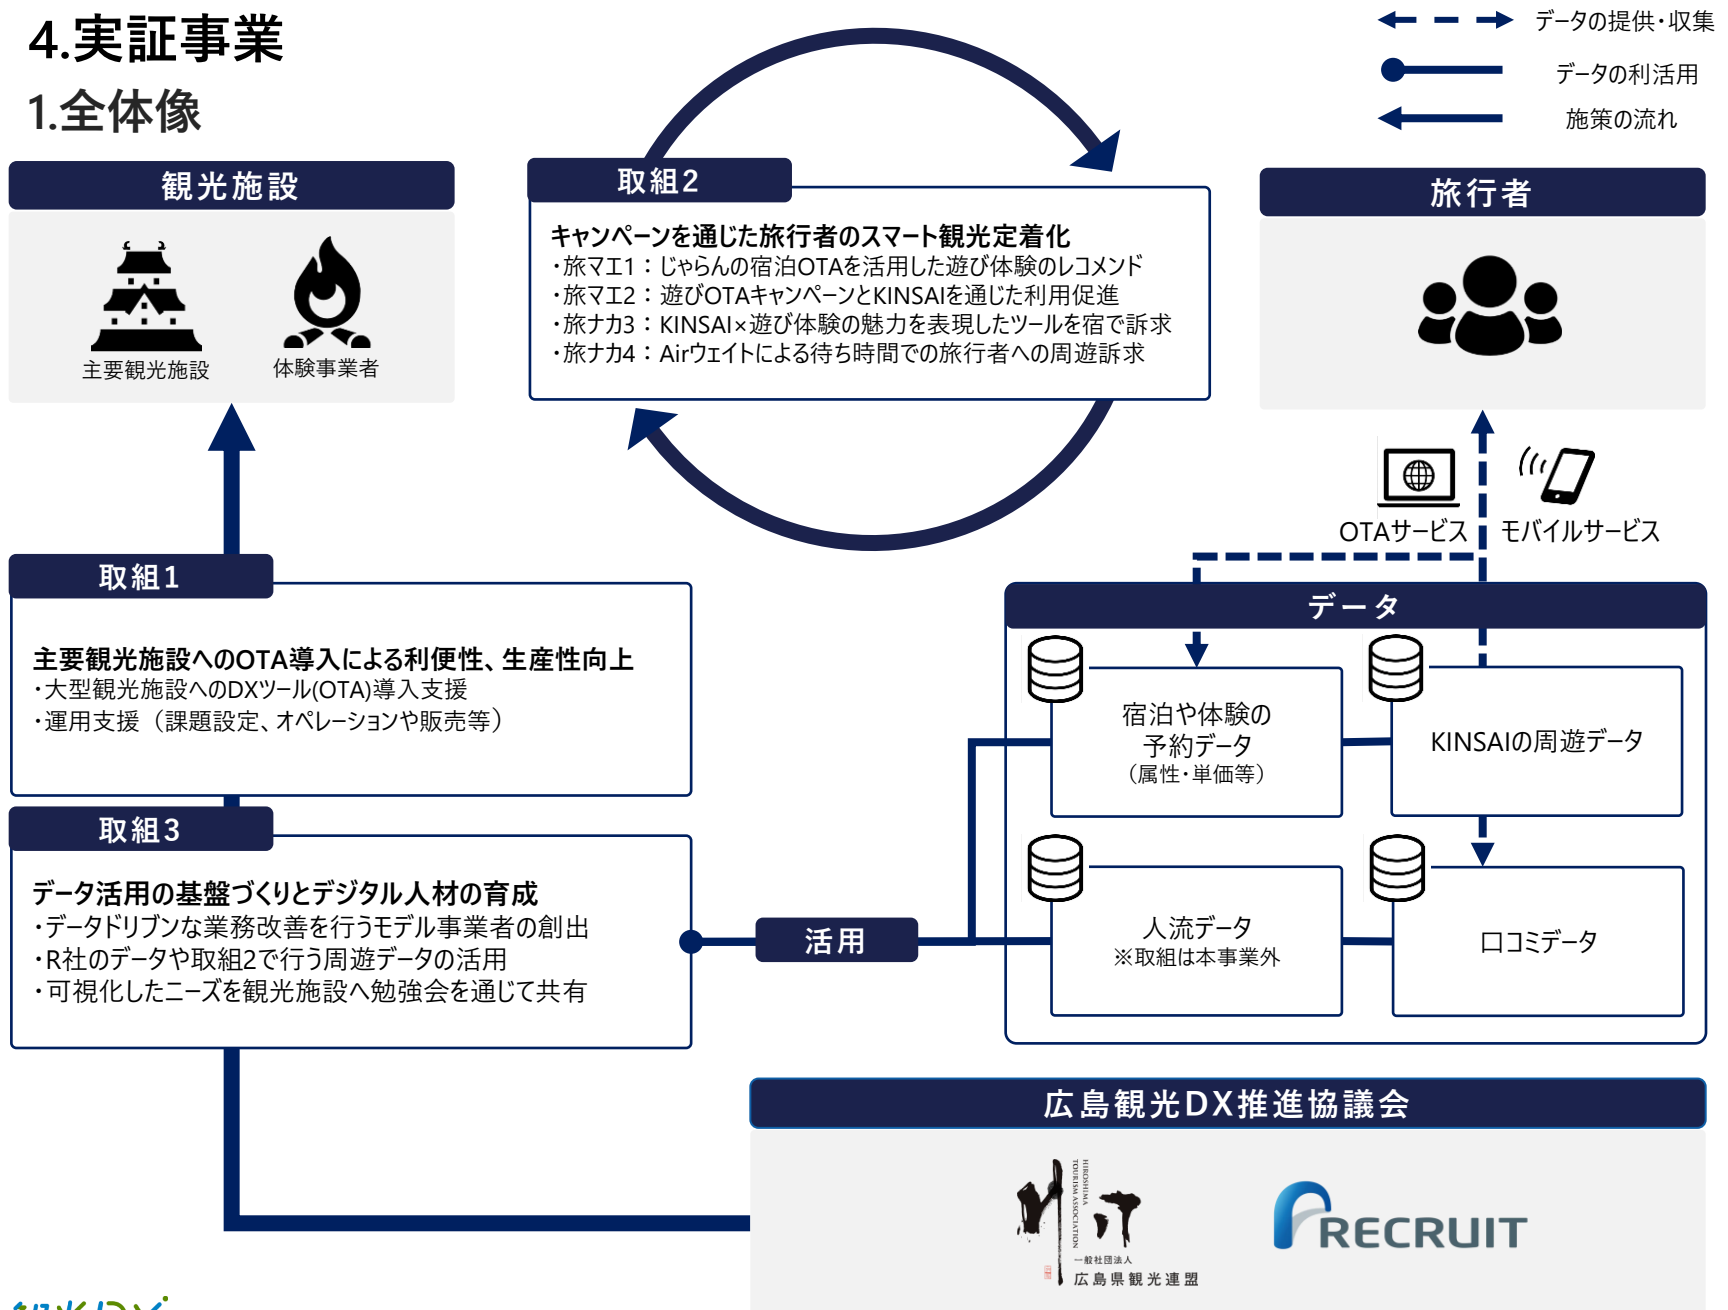 4.実証事業
1.全体像
データの提供・収集
データの利活用
施策の流れ
観光施設
主要観光施設
体験事業者
取組2
キャンペーンを通じた旅行者のスマート観光定着化
・旅マエ1：じゃらんの宿泊OTAを活用した遊び体験のレコメンド
・旅マエ2：遊びOTAキャンペーンとKINSAIを通じた利用促進
・旅ナカ3：KINSAI×遊び体験の魅力を表現したツールを宿で訴求
・旅ナカ4：Airウェイトによる待ち時間での旅行者への周遊訴求
旅行者
OTAサービス
モバイルサービス
取組1
主要観光施設へのOTA導入による利便性、生産性向上
・大型観光施設へのDXツール(OTA)導入支援
・運用支援（課題設定、オペレーションや販売等）
取組3
データ活用の基盤づくりとデジタル人材の育成
・データドリブンな業務改善を行うモデル事業者の創出
・R社のデータや取組2で行う周遊データの活用
・可視化したニーズを観光施設へ勉強会を通じて共有
活用
データ
宿泊や体験の
予約データ
（属性・単価等）
KINSAIの周遊データ
人流データ
※取組は本事業外
口コミデータ
広島観光DX推進協議会
HIROSHIMA
TOURISM ASSOCIATION
一般社団法人
広島県観光連盟
RECRUIT
観光DX